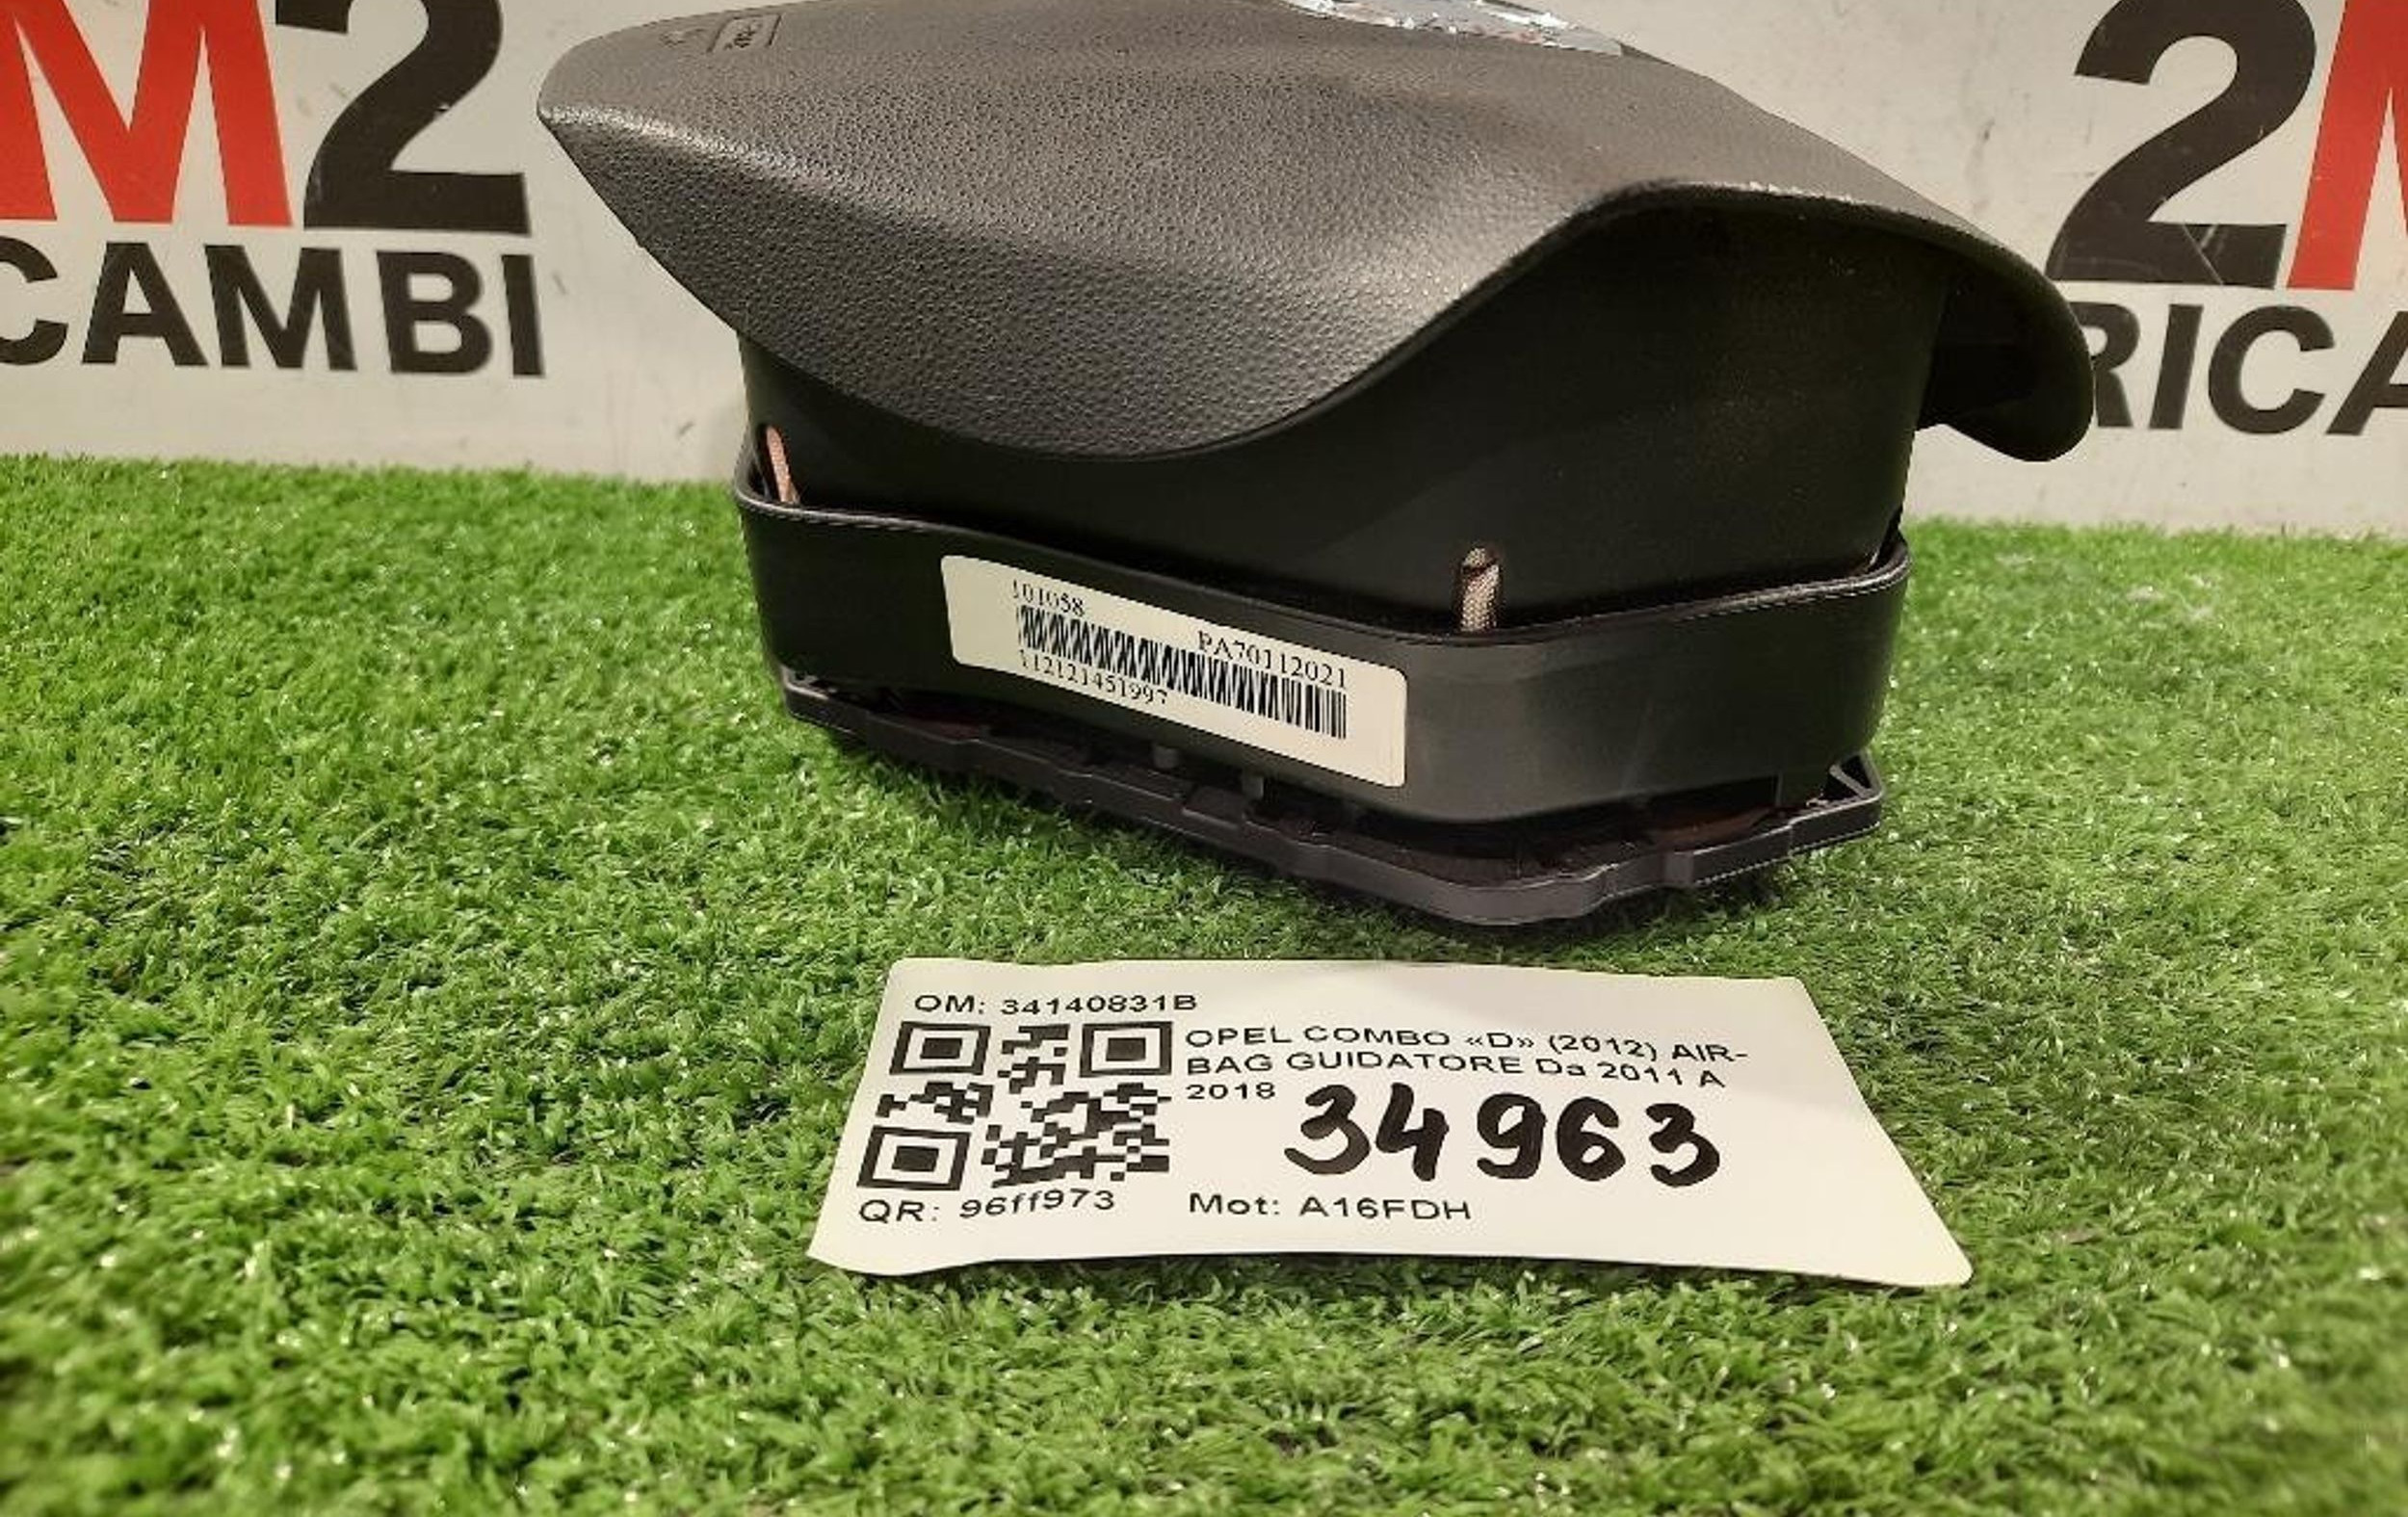 M2
CAMBI
2M
RICA
101058
PA70112021
112121451997
OM: 34140831B
OPEL COMBO «D» (2012) AIR-
BAG GUIDATORE Da 2011 A
2018
34963
QR: 96ff973
Mot: A16FDH